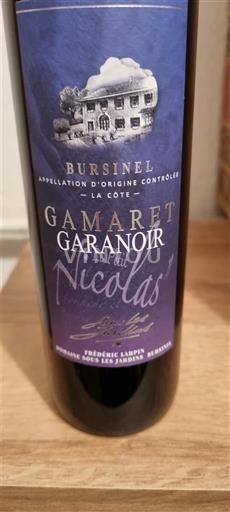 BURSINEL
APPELLATION D'ORIGINE CONTRÔLÉE
— LA CÔTE —
GAMARET
GARANOIR
Nicolas"
FRÉDÉRIC LARPIN
DOMAINE SOUS LES JARDINS BURSINEL